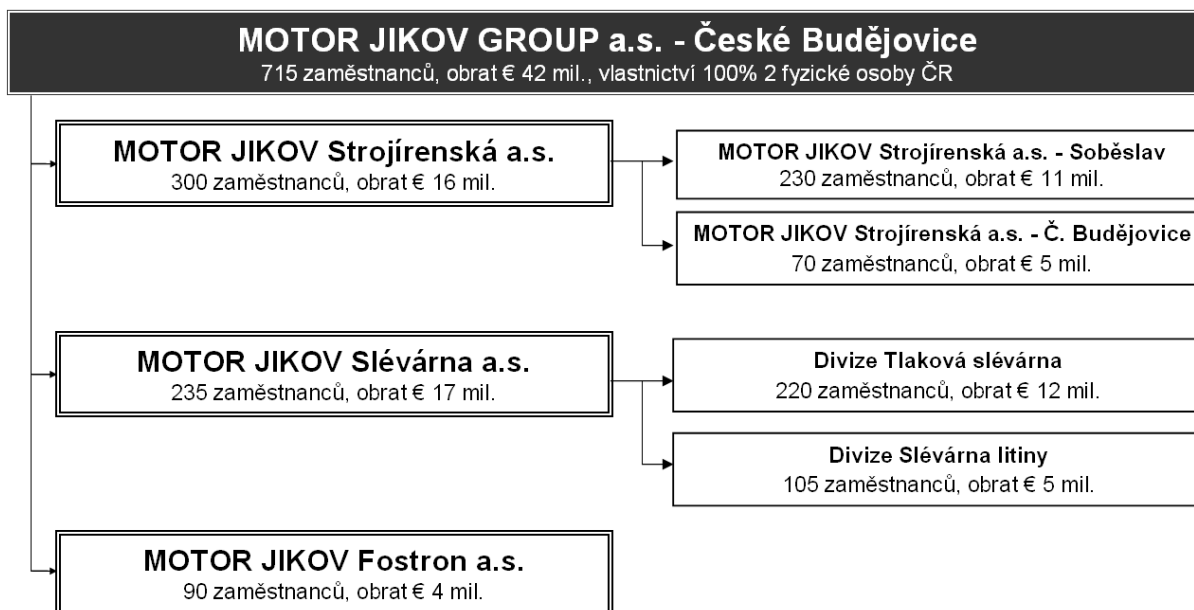 MOTOR JIKOV GROUP a.s. - České Budějovice
715 zaměstnanců, obrat € 42 mil., vlastnictví 100% 2 fyzické osoby ČR
MOTOR JIKOV Strojírenská a.s.
300 zaměstnanců, obrat € 16 mil.
MOTOR JIKOV Strojírenská a.s. - Soběslav
230 zaměstnanců, obrat € 11 mil.
MOTOR JIKOV Strojírenská a.s. - Č. Budějovice
70 zaměstnanců, obrat € 5 mil.
MOTOR JIKOV Slévárna a.s.
235 zaměstnanců, obrat € 17 mil.
Divize Tlaková slévárna
220 zaměstnanců, obrat € 12 mil.
Divize Slévárna litiny
105 zaměstnanců, obrat € 5 mil.
MOTOR JIKOV Fostron a.s.
90 zaměstnanců, obrat € 4 mil.